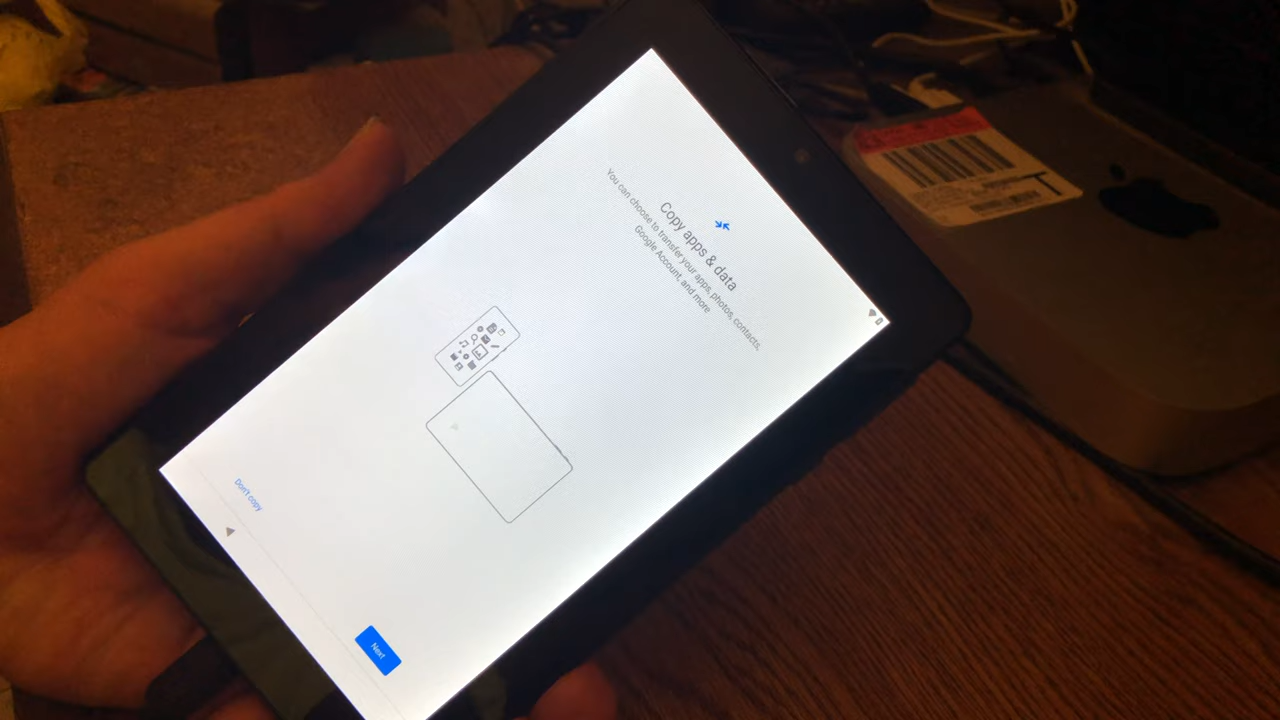 Copy apps & data
You can choose to transfer your apps, photos, contacts,
Google Account, and more
Don't copy
Next
T